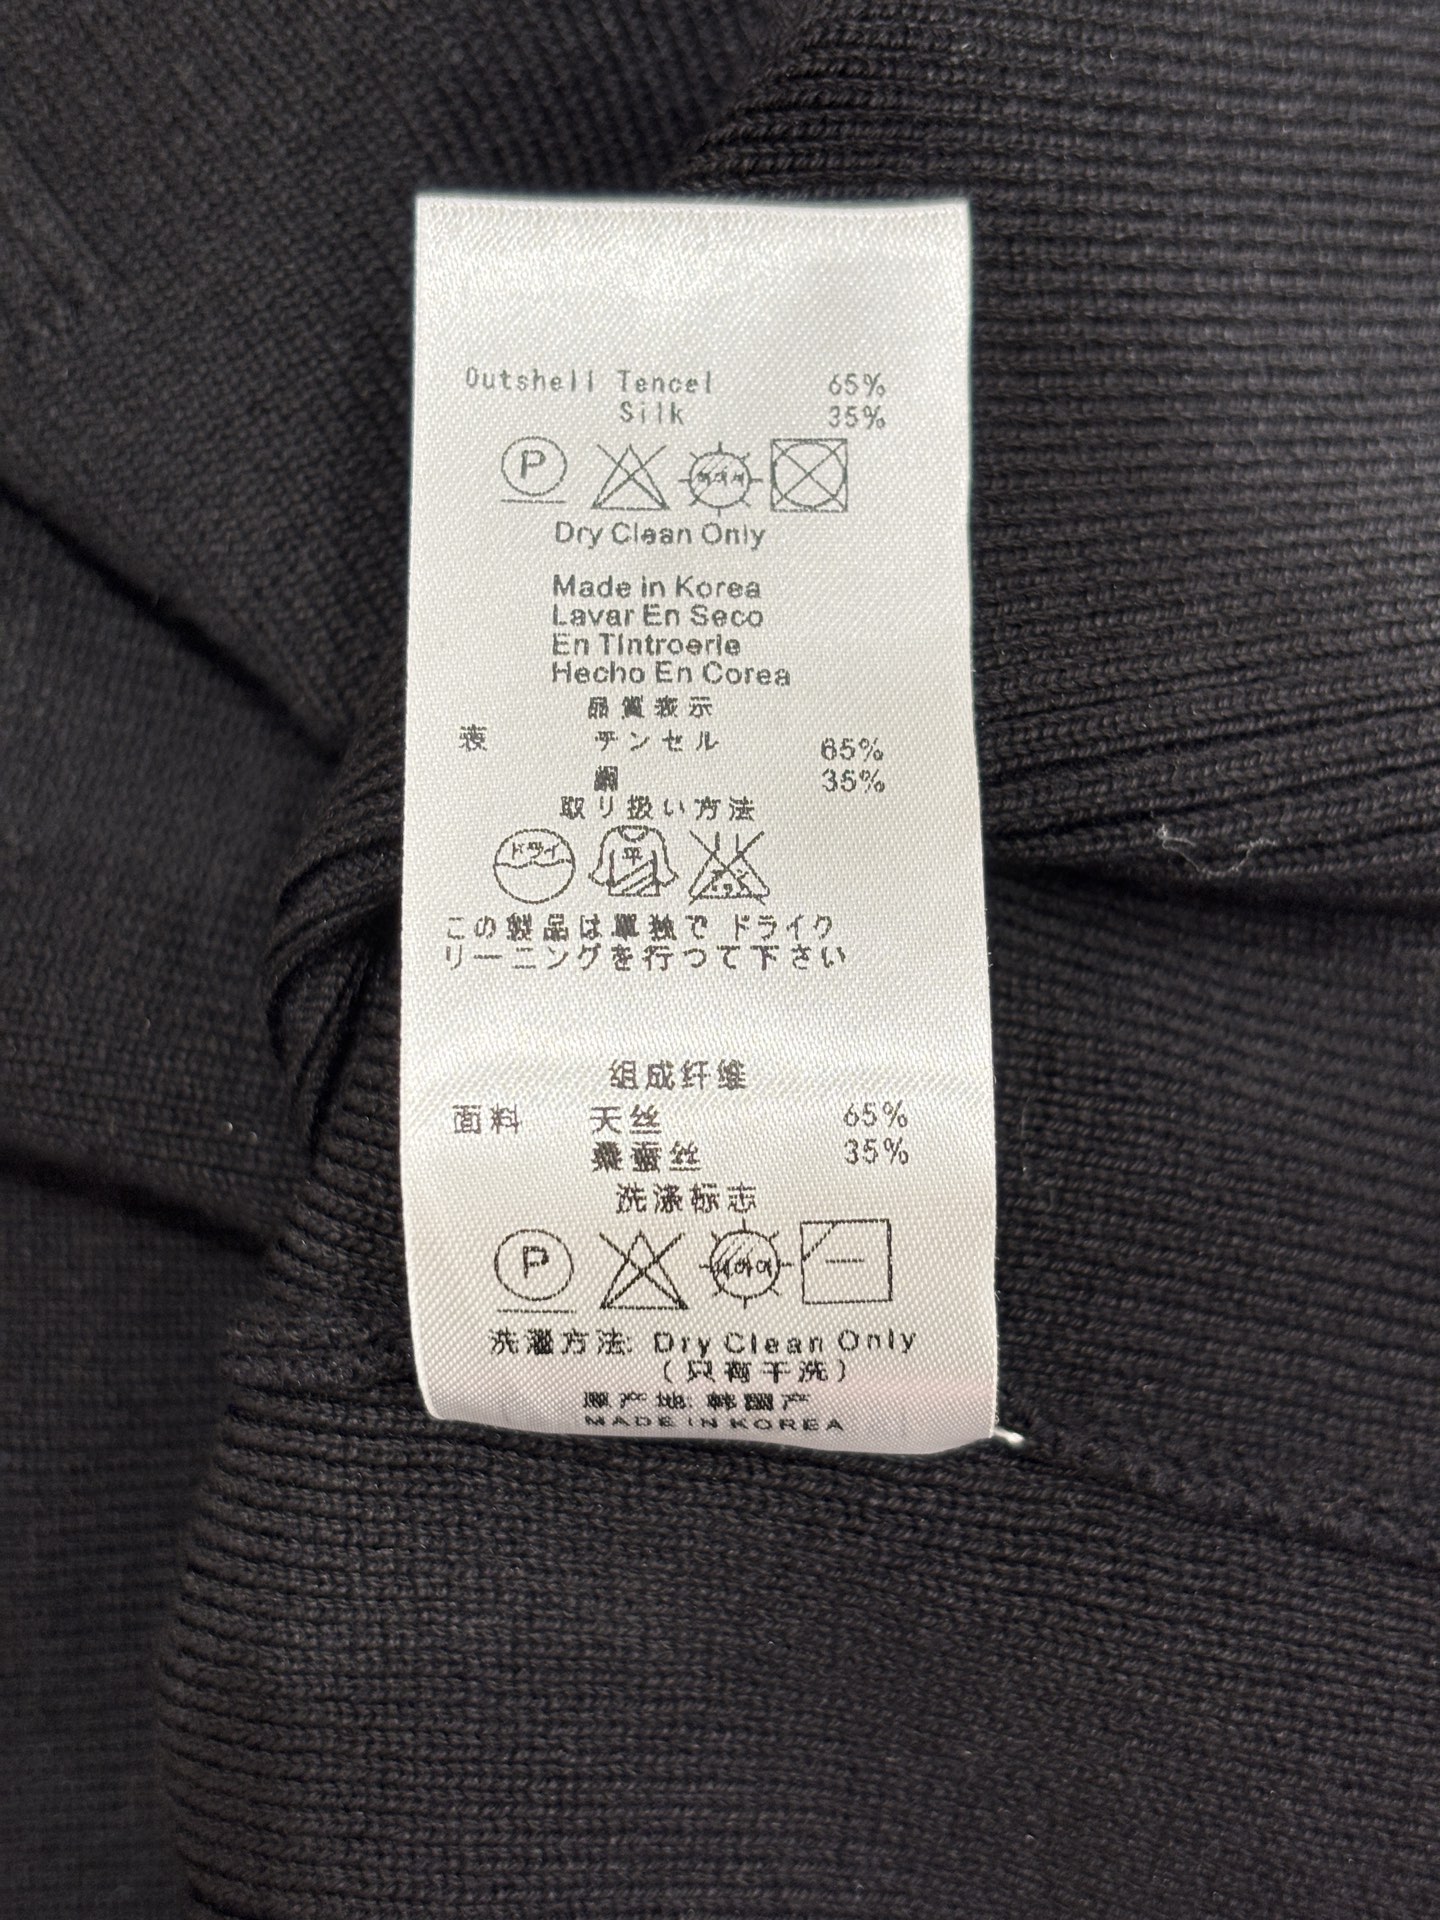 Outshell Tencel 65%
Silk 35%
P
Dry Clean Only
Made in Korea
Lavar En Seco
En TIntroerle
Hecho En Corea
品質表示
表 テンセル 65%
絹 35%
取り扱い方法
ドライ 平
この製品は単独でドライク
リーニングを行つて下さい
组成纤维
面料 天丝 65%
桑蚕丝 35%
洗涤标志
P
洗濯方法: Dry Clean Only
(只有干洗)
原产地: 韩国产
MADE IN KOREA